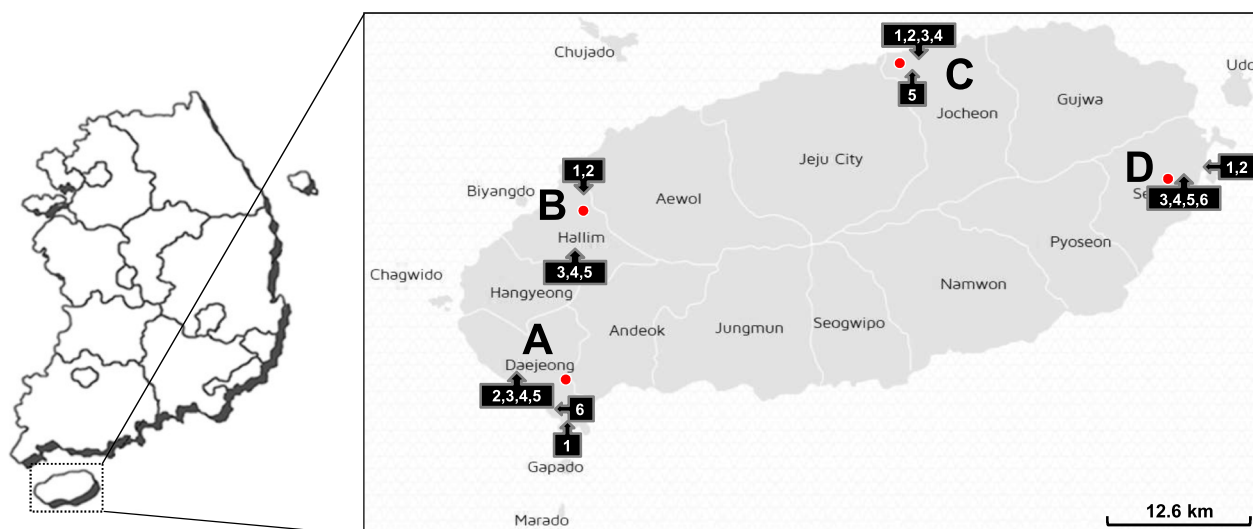 Chujado
1,2,3,4
C
5
Jocheon
Gujwa
Udo
Jeju City
1,2
Biyangdo
B
Aewol
Hallim
3,4,5
D
1,2
3,4,5,6
Pyoseon
Chagwido
Hangyeong
Namwon
A
Andeok
Jungmun
Seogwipo
Daejeong
2,3,4,5
6
1
Gapado
Marado
12.6 km